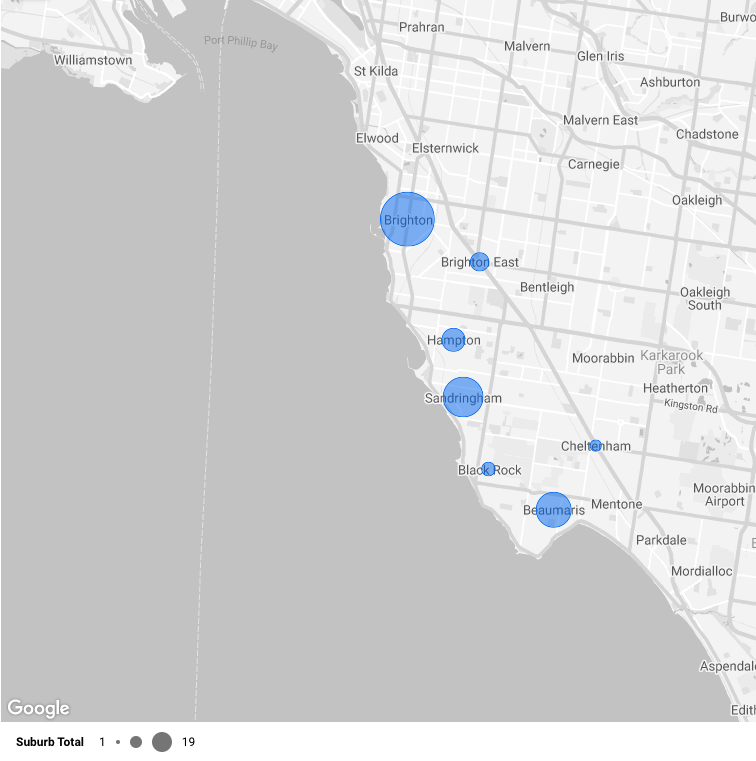 Burwo
Prahran
Port Phillip Bay
Malvern
Williamstown
Glen Iris
St Kilda
Ashburton
Malvern East
Chadstone
Elwood
Elsternwick
Carnegie
Oakleigh
Brighton
Brighton East
Bentleigh
Oakleigh
South
Hampton
Moorabbin
Karkarook
Park
Heatherton
Sandringham
Kingston Rd
Cheltenham
Black Rock
Moorabbin
Airport
Mentone
Beaumaris
Parkdale
E
Mordialloc
Aspendale
Edith
Google
Suburb Total 1 19